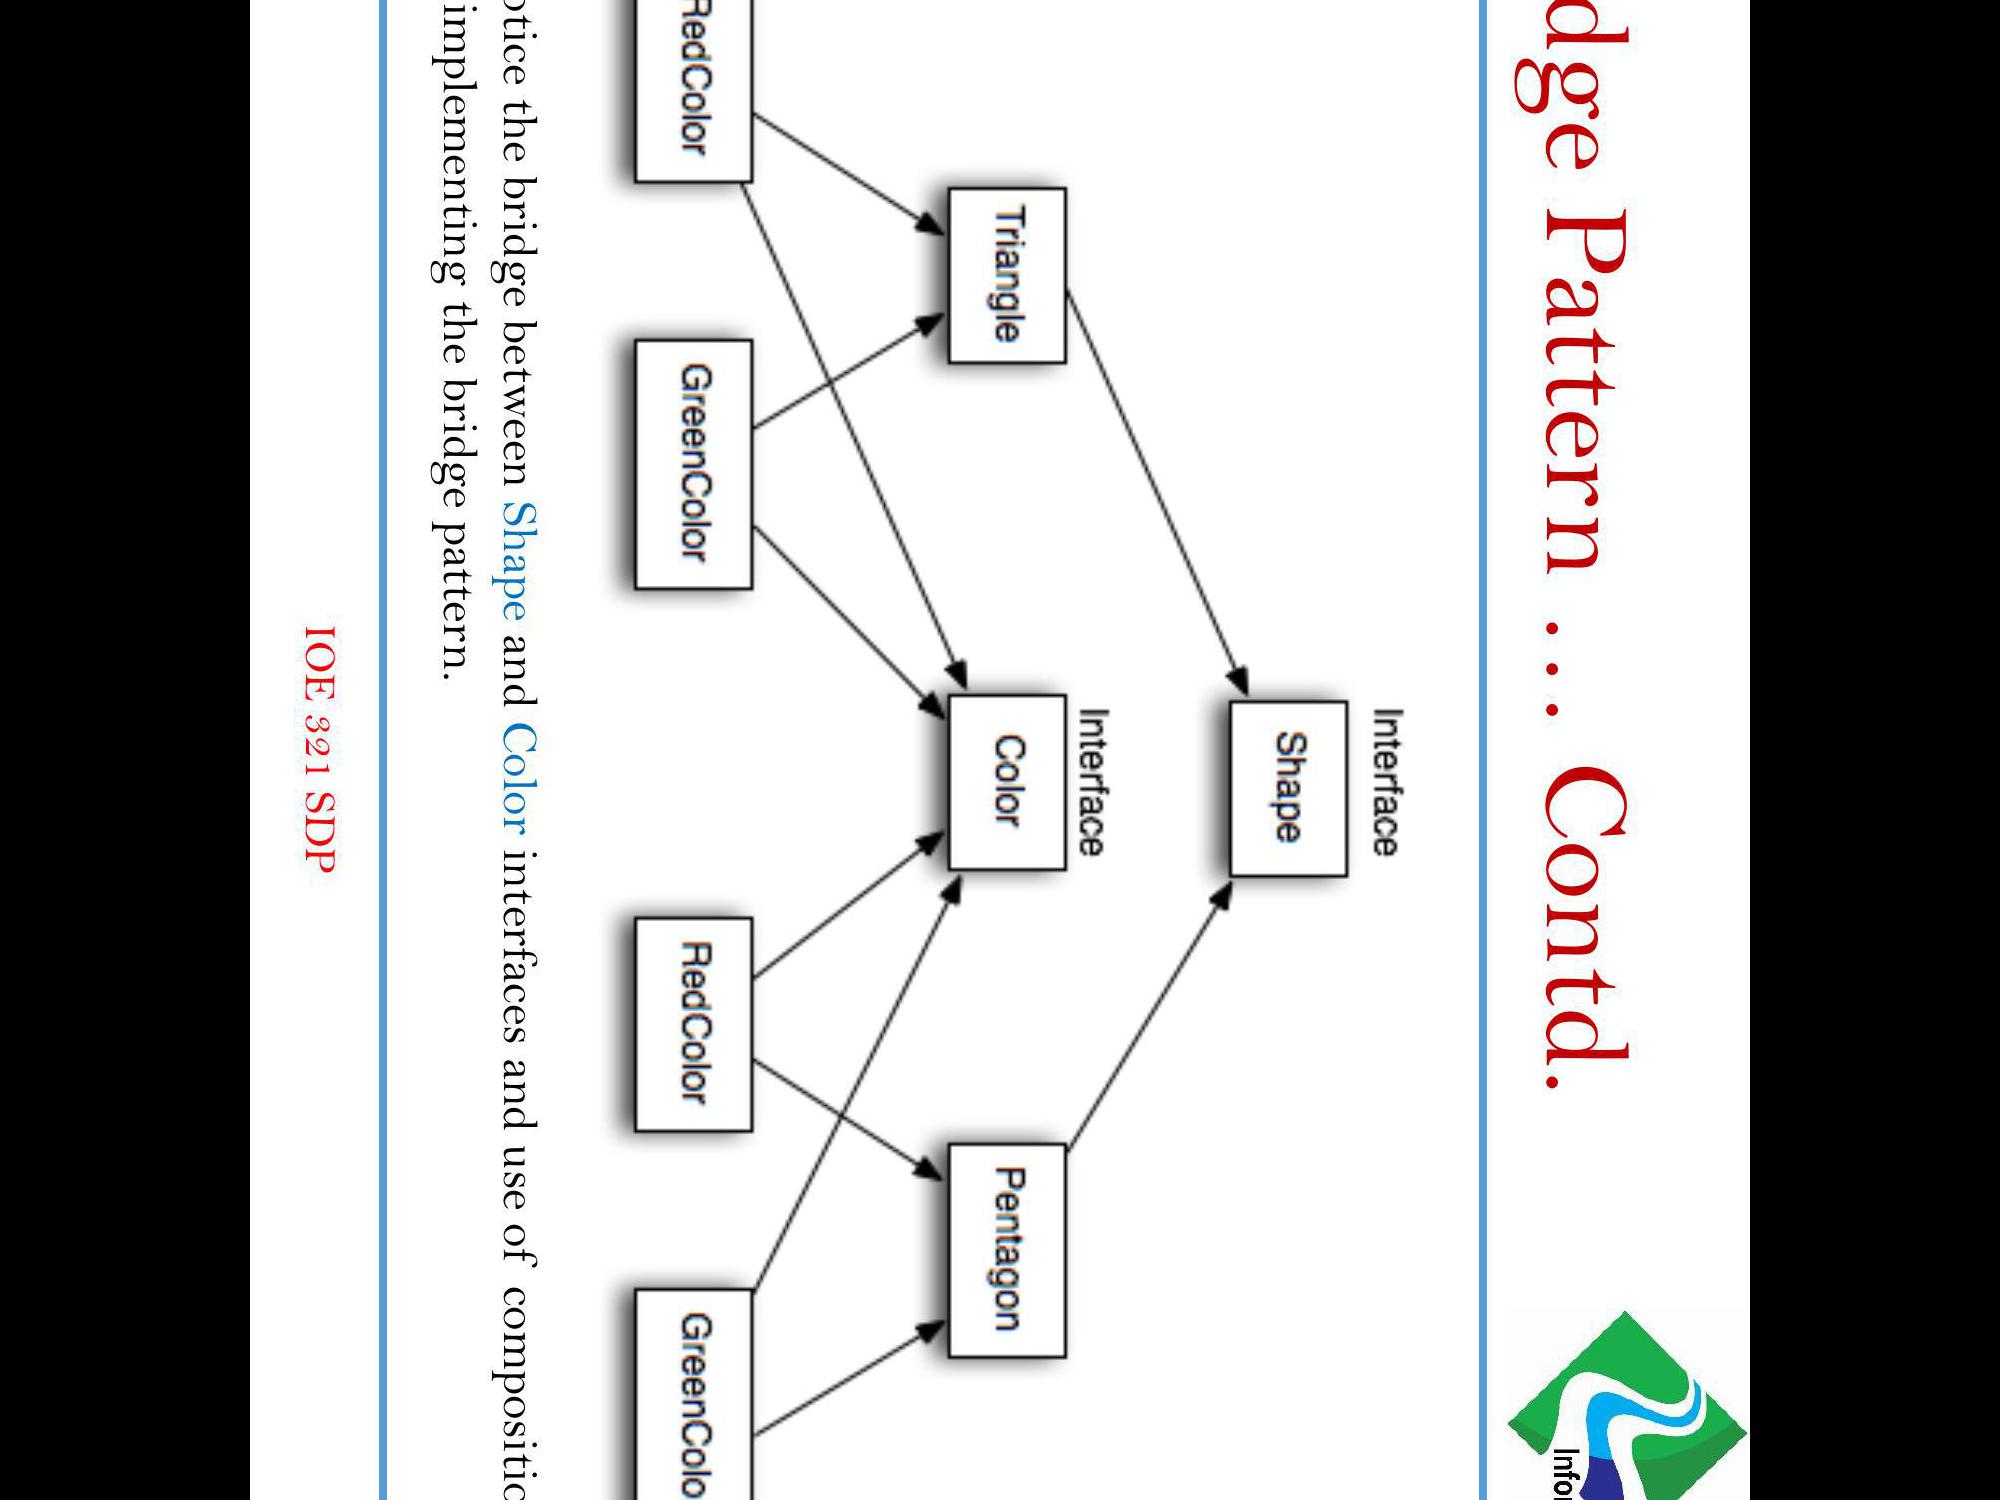 dge Pattern … Contd.
Interface
Shape
Interface
Triangle
Color
Pentagon
RedColor
GreenColor
RedColor
GreenColo
otice the bridge between Shape and Color interfaces and use of compositio
implementing the bridge pattern.
IOE 321 SDP
Infor